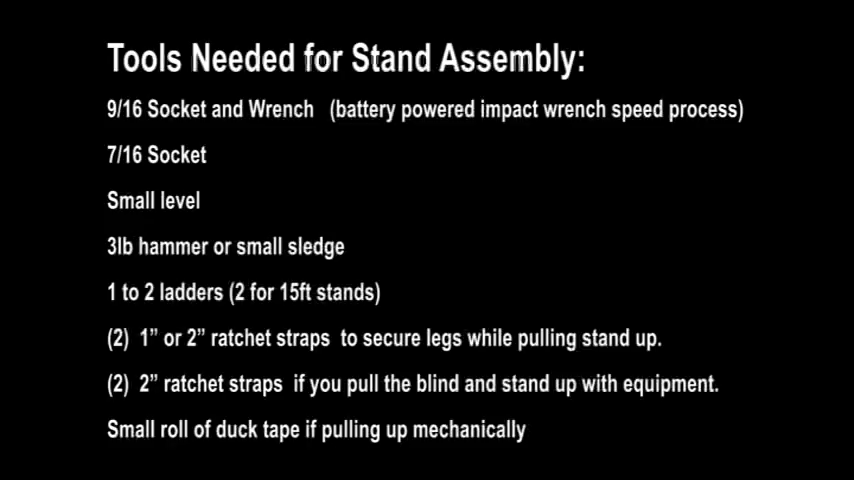 Tools Needed for Stand Assembly:
9/16 Socket and Wrench (battery powered impact wrench speed process)
7/16 Socket
Small level
3lb hammer or small sledge
1 to 2 ladders (2 for 15ft stands)
(2) 1” or 2” ratchet straps to secure legs while pulling stand up.
(2) 2” ratchet straps if you pull the blind and stand up with equipment.
Small roll of duck tape if pulling up mechanically